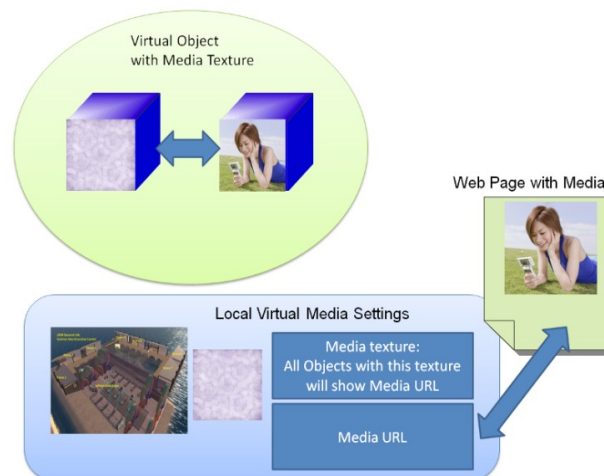 Virtual Object
with Media Texture
Web Page with Media
Local Virtual Media Settings
Media texture:
All Objects with this texture
will show Media URL
Media URL